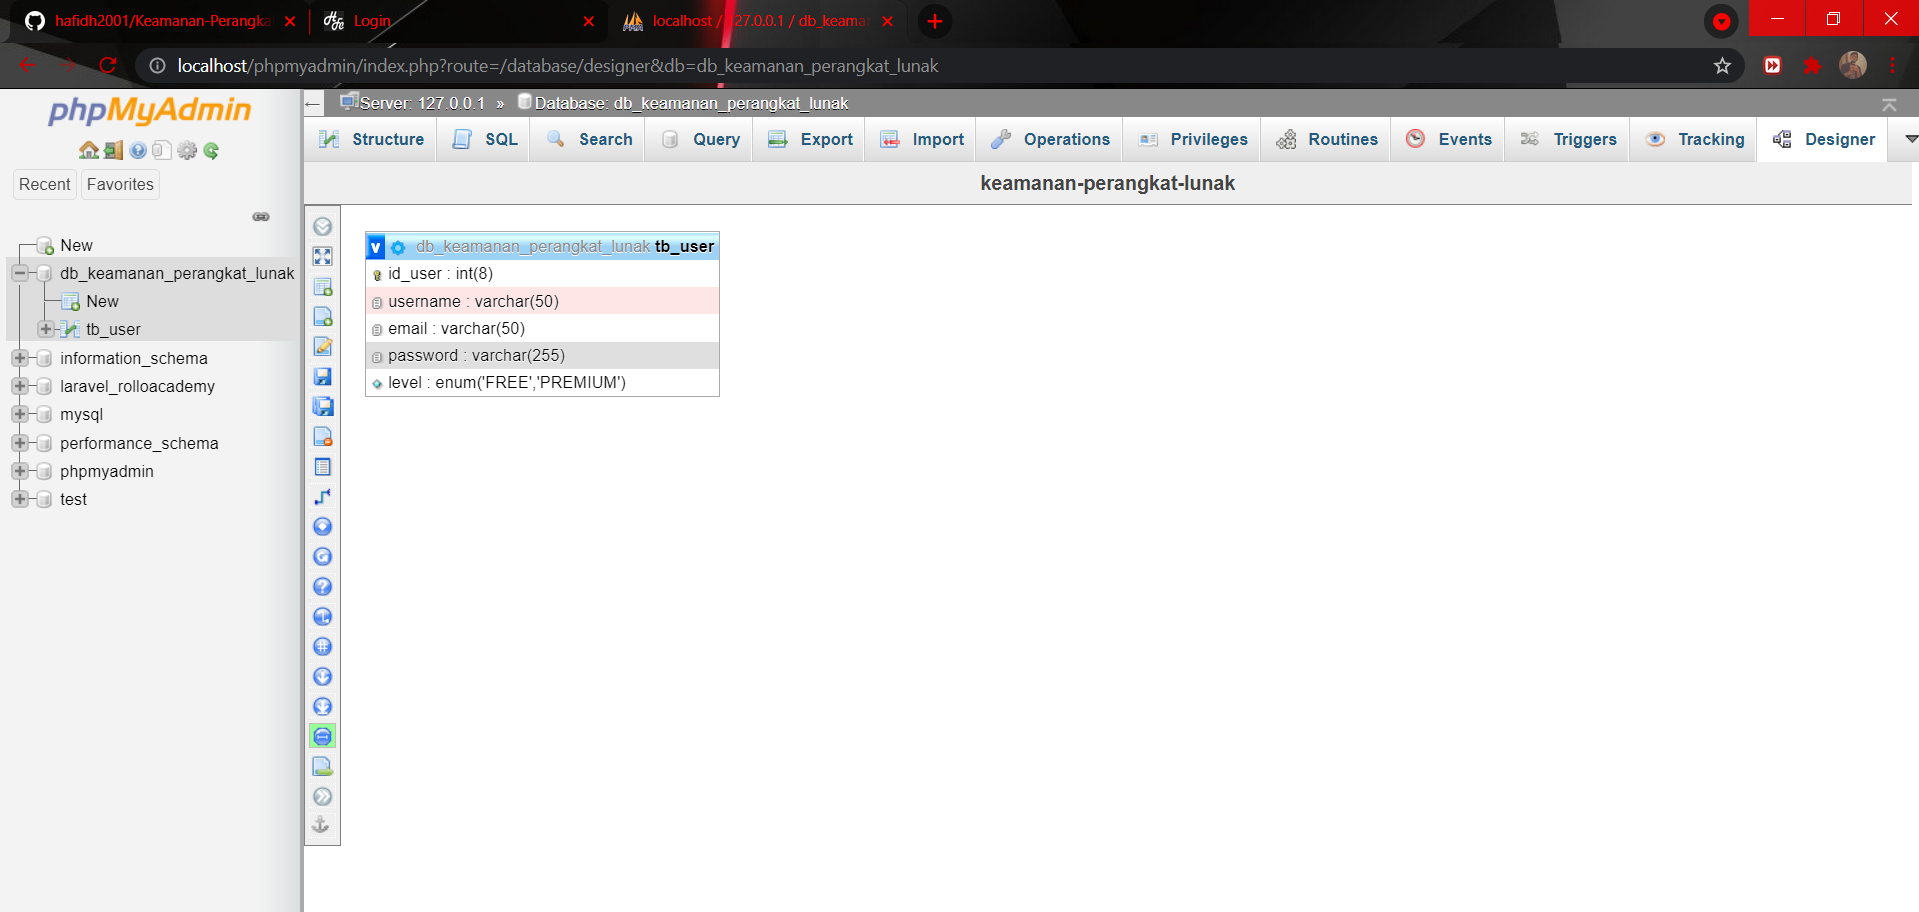 hafidh2001/Keamanan-Perangka
Login
localhost / 127.0.0.1 / db_keaman
localhost/phpmyadmin/index.php?route=/database/designer&db=db_keamanan_perangkat_lunak
phpMyAdmin
Recent
Favorites
New
db_keamanan_perangkat_lunak
New
tb_user
information_schema
laravel_rolloacademy
mysql
performance_schema
phpmyadmin
test
Server: 127.0.0.1 » Database: db_keamanan_perangkat_lunak
Structure
SQL
Search
Query
Export
Import
Operations
Privileges
Routines
Events
Triggers
Tracking
Designer
keamanan-perangkat-lunak
v db_keamanan_perangkat_lunak tb_user
id_user : int(8)
username : varchar(50)
email : varchar(50)
password : varchar(255)
level : enum('FREE','PREMIUM')